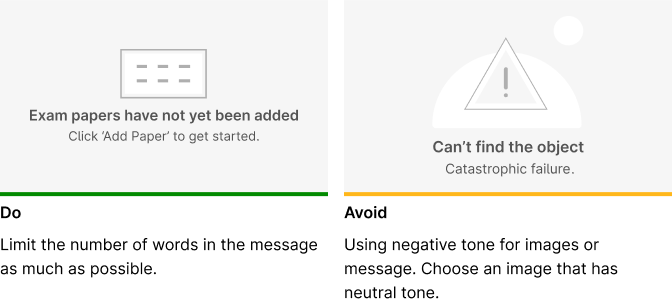 Exam papers have not yet been added
Click ‘Add Paper’ to get started.
Do
Limit the number of words in the message
as much as possible.
Can’t find the object
Catastrophic failure.
Avoid
Using negative tone for images or
message. Choose an image that has
neutral tone.